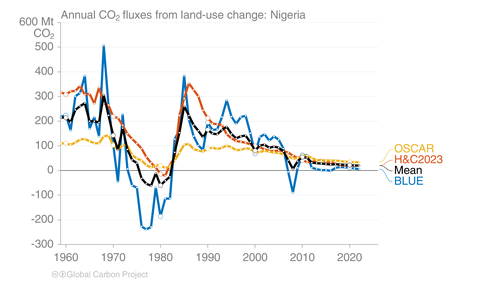 Annual CO₂ fluxes from land-use change: Nigeria
600 Mt
CO₂
500
400
300
200
100
0
-100
-200
-300
1960
1970
1980
1990
2000
2010
2020
OSCAR
H&C2023
Mean
BLUE
Global Carbon Project